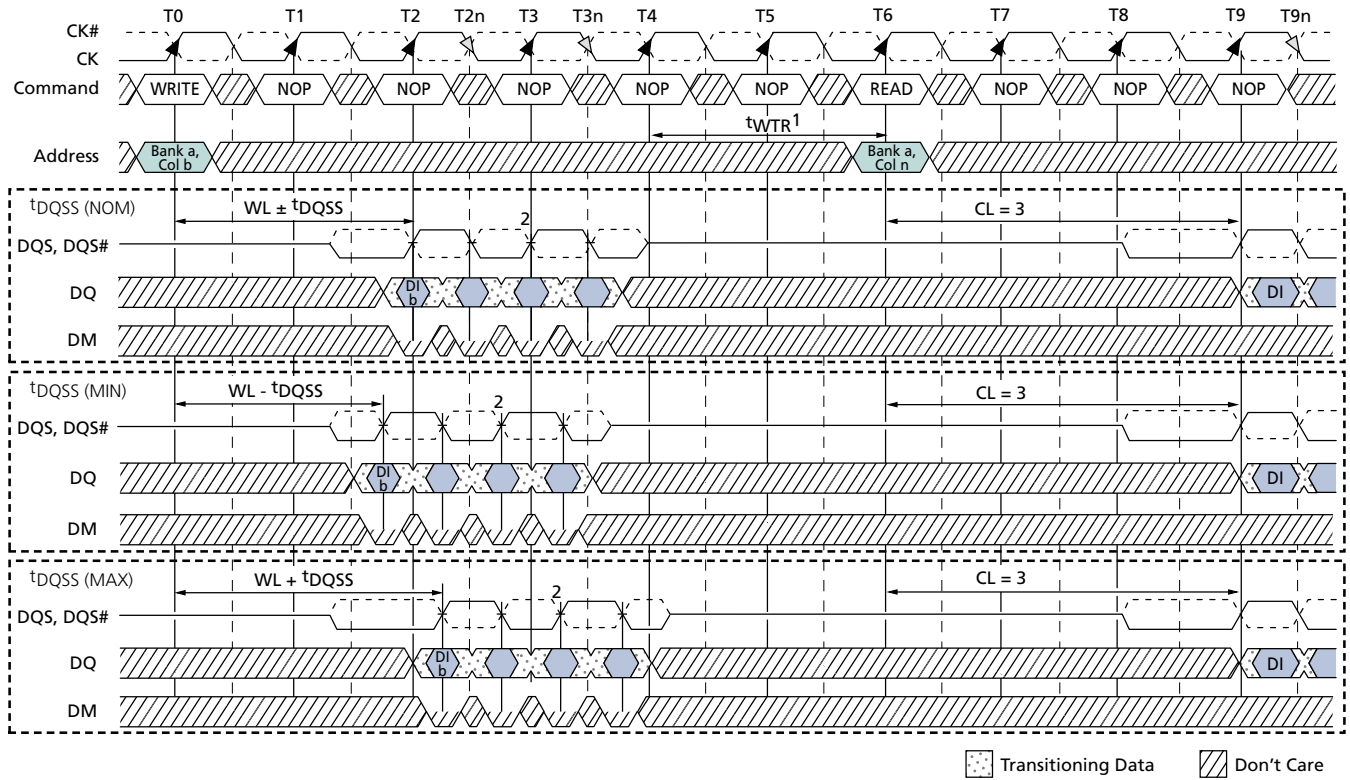 T0 T1 T2 T2n T3 T3n T4 T5 T6 T7 T8 T9 T9n
CK#
CK
Command WRITE NOP NOP NOP NOP NOP READ NOP NOP NOP
tWTR1
Address Bank a, Col b Bank a, Col n
tDQSS (NOM) WL ± tDQSS 2 CL = 3
DQS, DQS#
DQ DI b DI
DM
tDQSS (MIN) WL - tDQSS 2 CL = 3
DQS, DQS#
DQ DI b DI
DM
tDQSS (MAX) WL + tDQSS 2 CL = 3
DQS, DQS#
DQ DI b DI
DM
Transitioning Data Don't Care